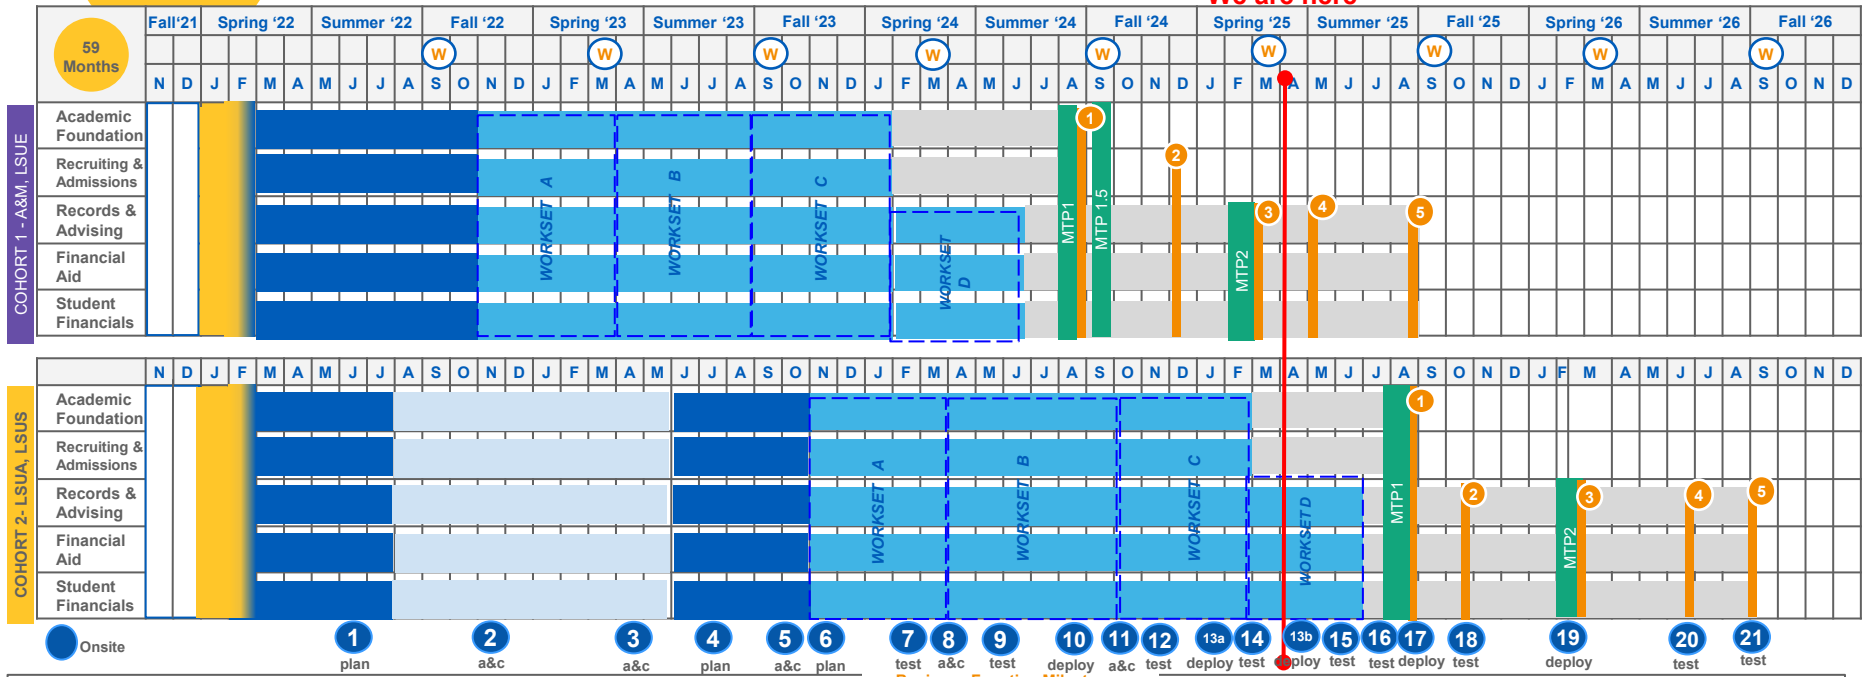 We are here
59
Months
Fall'21 Spring '22 Summer '22 Fall '22 Spring '23 Summer '23 Fall '23 Spring '24 Summer '24 Fall '24 Spring '25 Summer '25 Fall '25 Spring '26 Summer '26 Fall '26
W W W W W W W W W
N D J F M A M J J A S O N D J F M A M J J A S O N D J F M A M J J A S O N D J F M A M J J A S O N D J F M A M J J A S O N D
COHORT 1 - A&M, LSUE
Academic
Foundation
Recruiting &
Admissions
Records &
Advising
Financial
Aid
Student
Financials
WORKSET A
WORKSET B
WORKSET C
WORKSET
D
MTP1
1
MTP 1.5
2
MTP2
3
4
5
N D J F M A M J J A S O N D J F M A M J J A S O N D J F M A M J J A S O N D J F M A M J J A S O N D J F M A M J J A S O N D
COHORT 2- LSUA, LSUS
Academic
Foundation
Recruiting &
Admissions
Records &
Advising
Financial
Aid
Student
Financials
WORKSET A
WORKSET B
WORKSET C
WORKSET D
MTP1
1
2
MTP2
3
4
5
Onsite
1 2 3 4 5 6 7 8 9 10 11 12 13a 14 13b 15 16 17 18 19 20 21
plan a&c a&c plan a&c plan test a&c test deploy a&c test deploy test deploy test test deploy test deploy test test